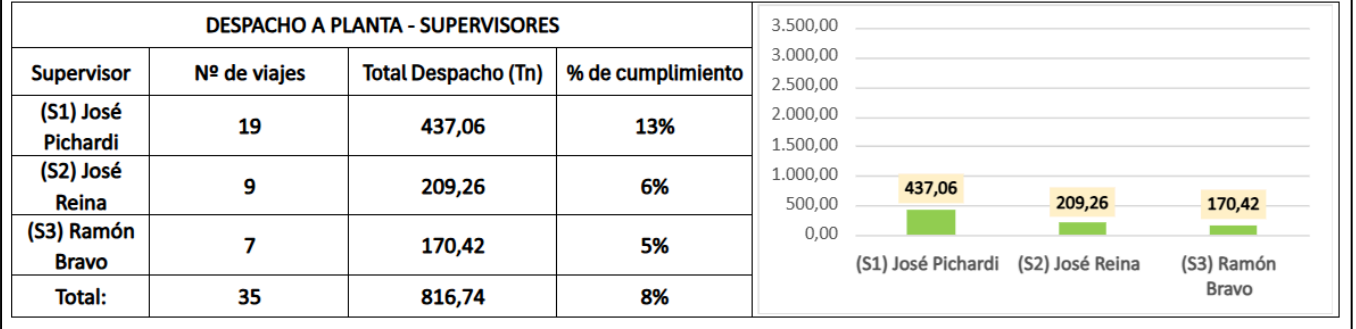 DESPACHO A PLANTA - SUPERVISORES
Supervisor Nº de viajes Total Despacho (Tn) % de cumplimiento
(S1) José
Pichardi 19 437,06 13%
(S2) José
Reina 9 209,26 6%
(S3) Ramón
Bravo 7 170,42 5%
Total: 35 816,74 8%
3.500,00
3.000,00
2.500,00
2.000,00
1.500,00
1.000,00
500,00
0,00
437,06
209,26
170,42
(S1) José Pichardi (S2) José Reina (S3) Ramón
Bravo